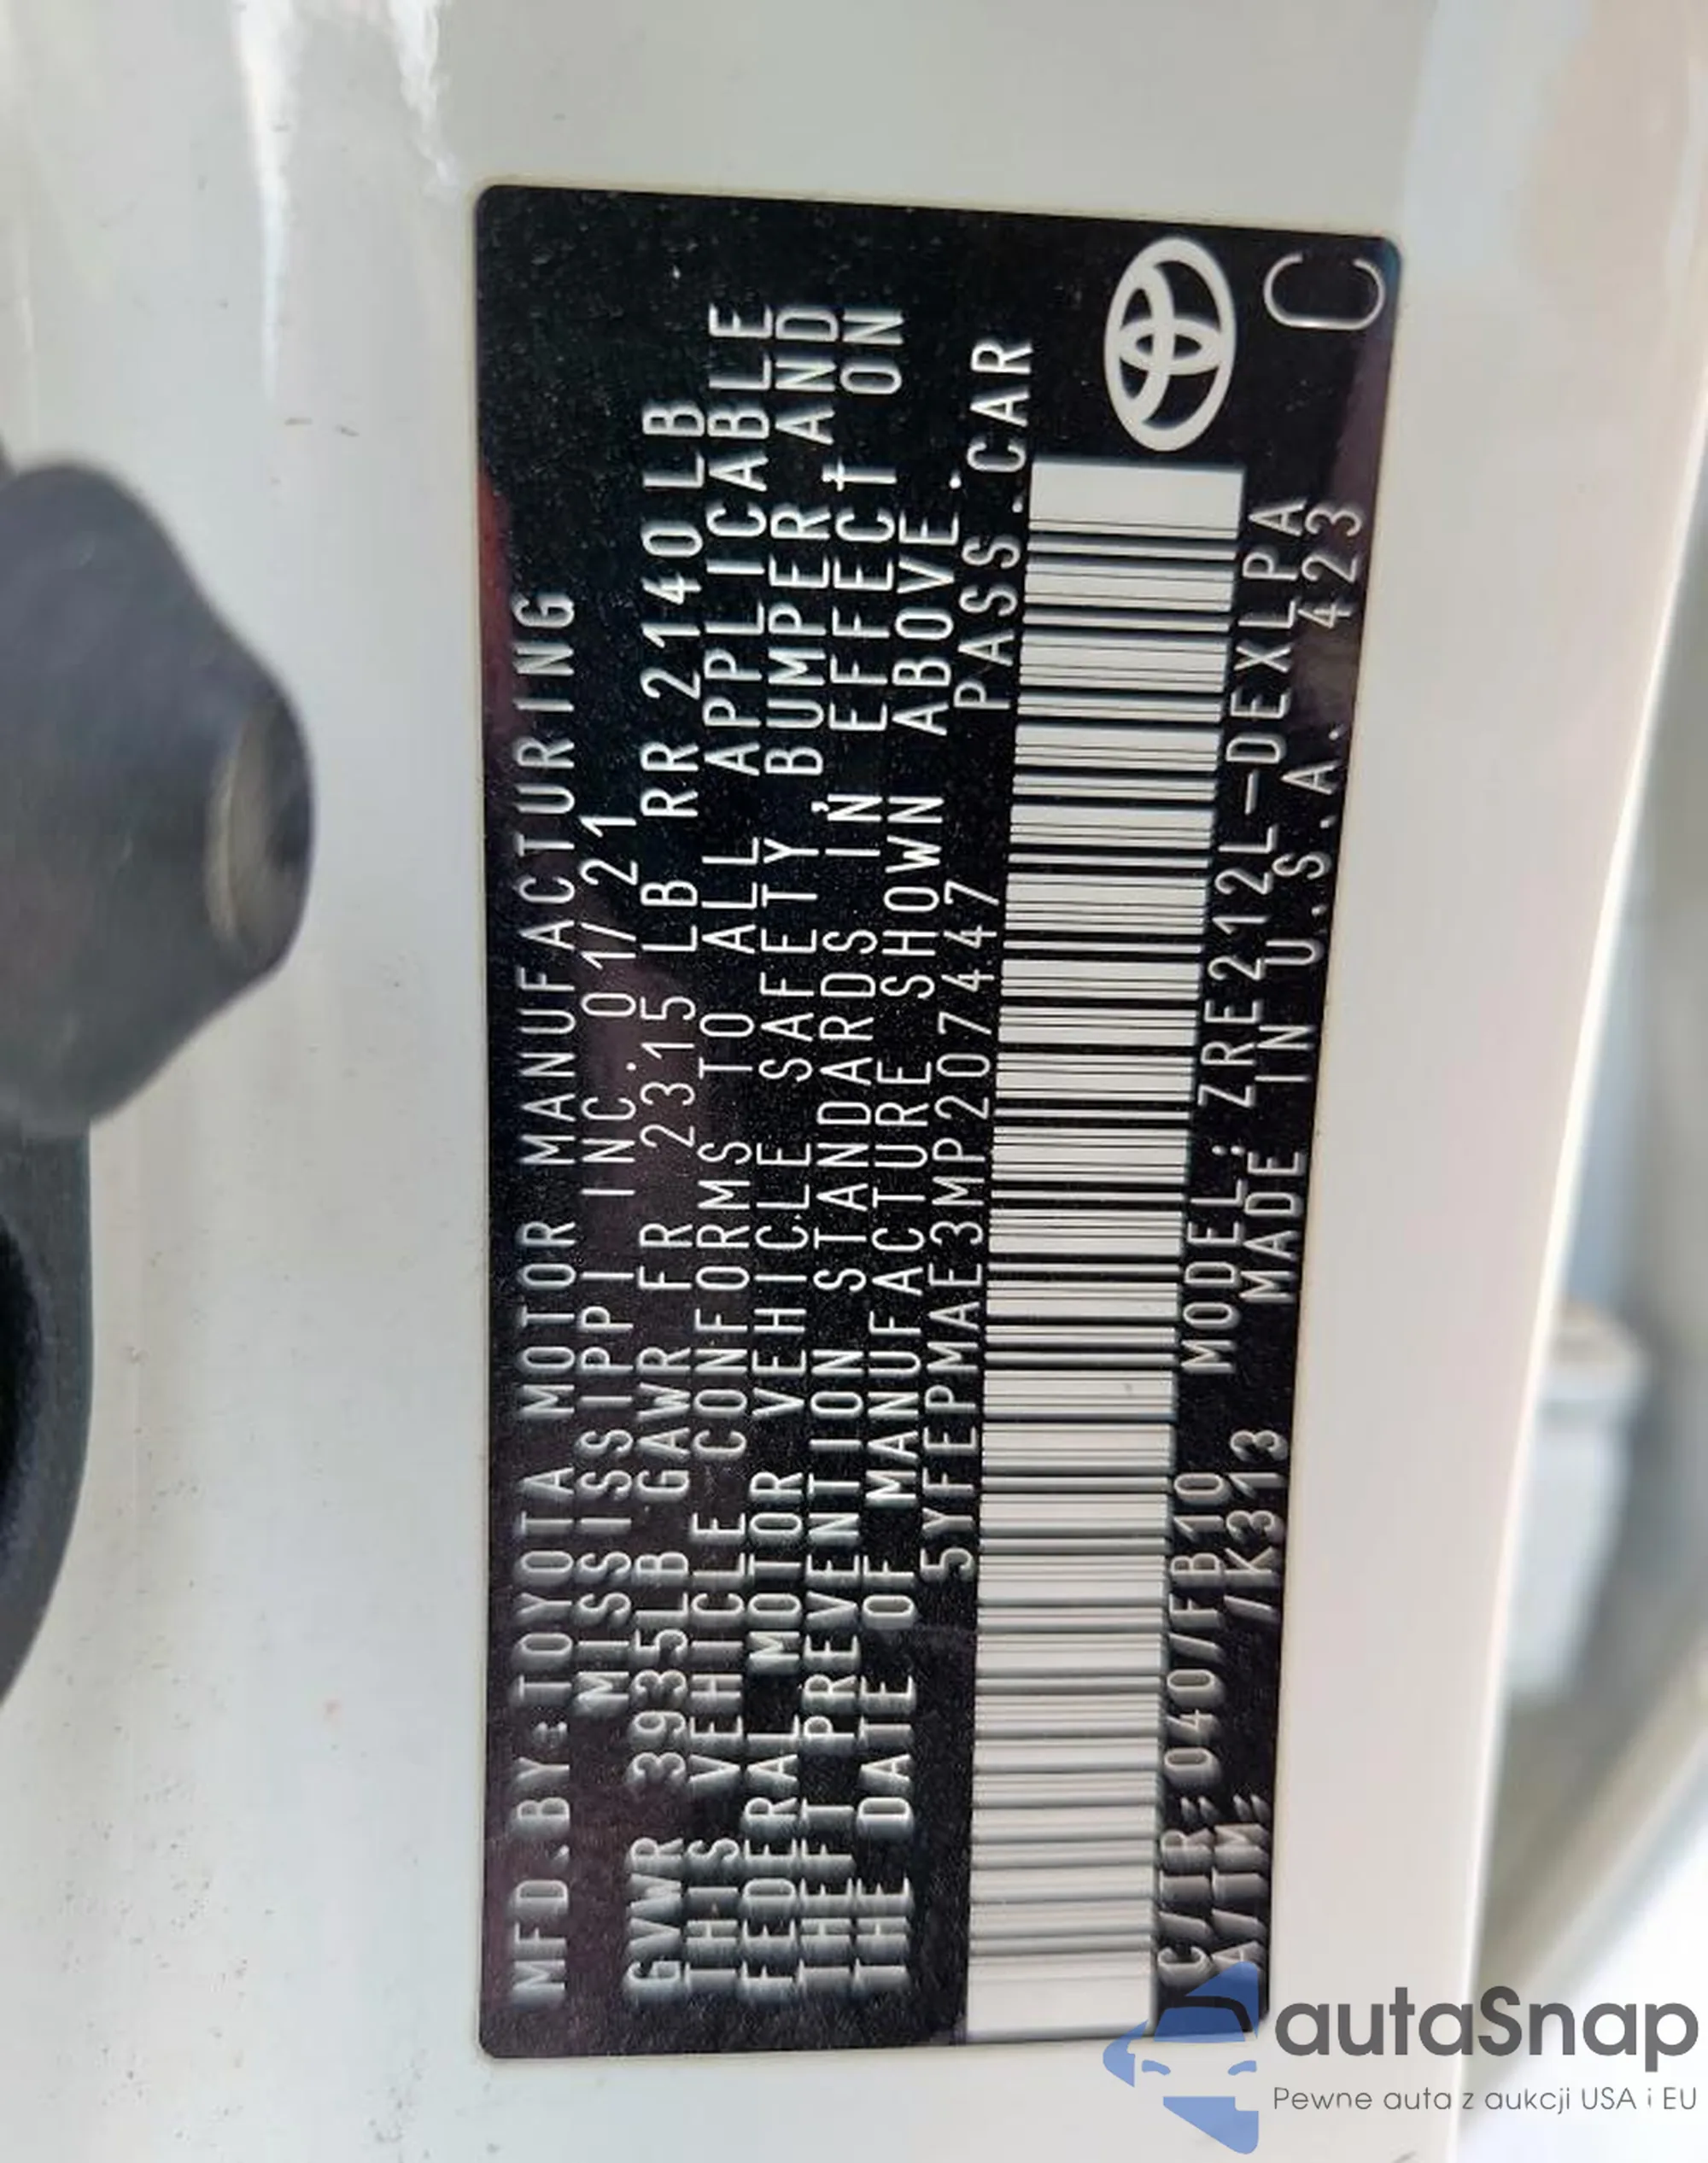 MFD.BY:TOYOTA MOTOR MANUFACTURING
MISSISSIPPI INC. 01/21
GVWR 3935LB GAWR FR 2315 LB RR 2140LB
THIS VEHICLE CONFORMS TO ALL APPLICABLE
FEDERAL MOTOR VEHICLE SAFETY, BUMPER, AND
THEFT PREVENTION STANDARDS IN EFFECT ON
THE DATE OF MANUFACTURE SHOWN ABOVE.
5YFEPMAE3MP207447 PASS.CAR
C/TR: 040/FB10 MODEL: ZRE212L-DEXLPA
A/TM: /K313 MADE IN U.S.A. 423
C
autaSnap
Pewne auta z aukcji USA i EU